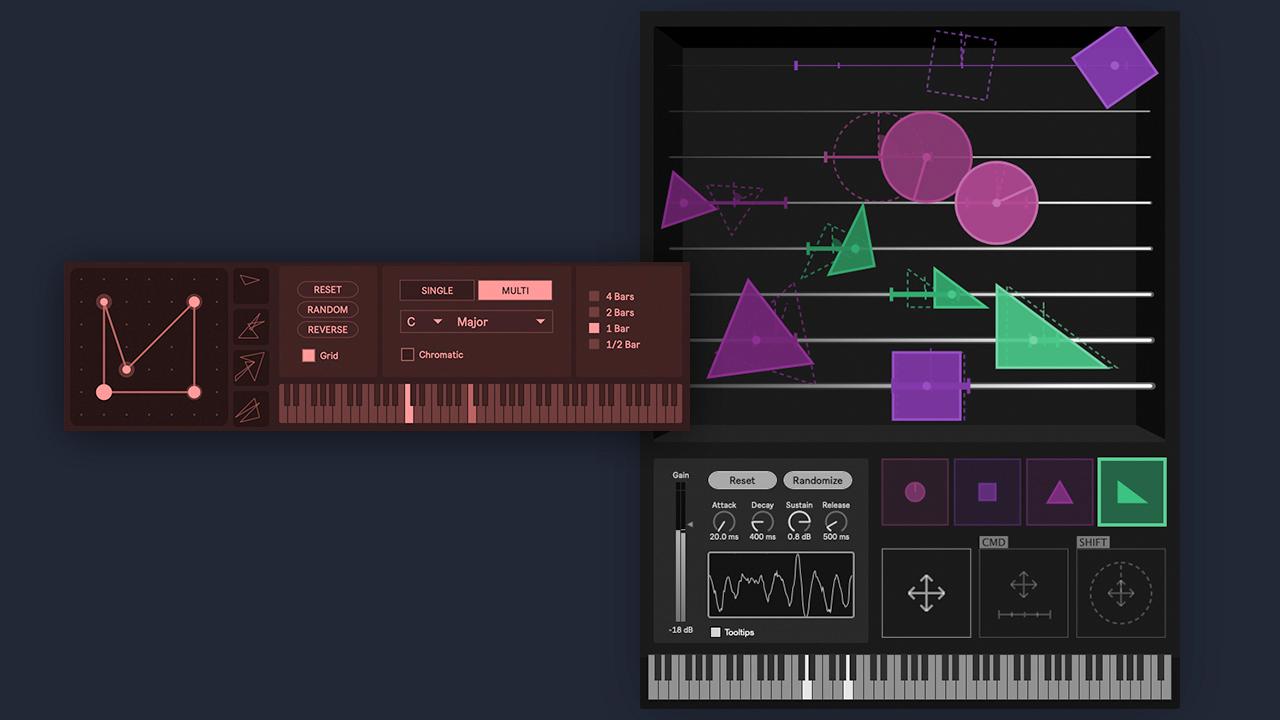 RESET
RANDOM
REVERSE
Grid
SINGLE MULTI
C Major
Chromatic
4 Bars
2 Bars
1 Bar
1/2 Bar
Gain
-18 dB
Reset Randomize
Attack Decay Sustain Release
20.0 ms 400 ms 0.8 dB 500 ms
Tooltips
CMD SHIFT